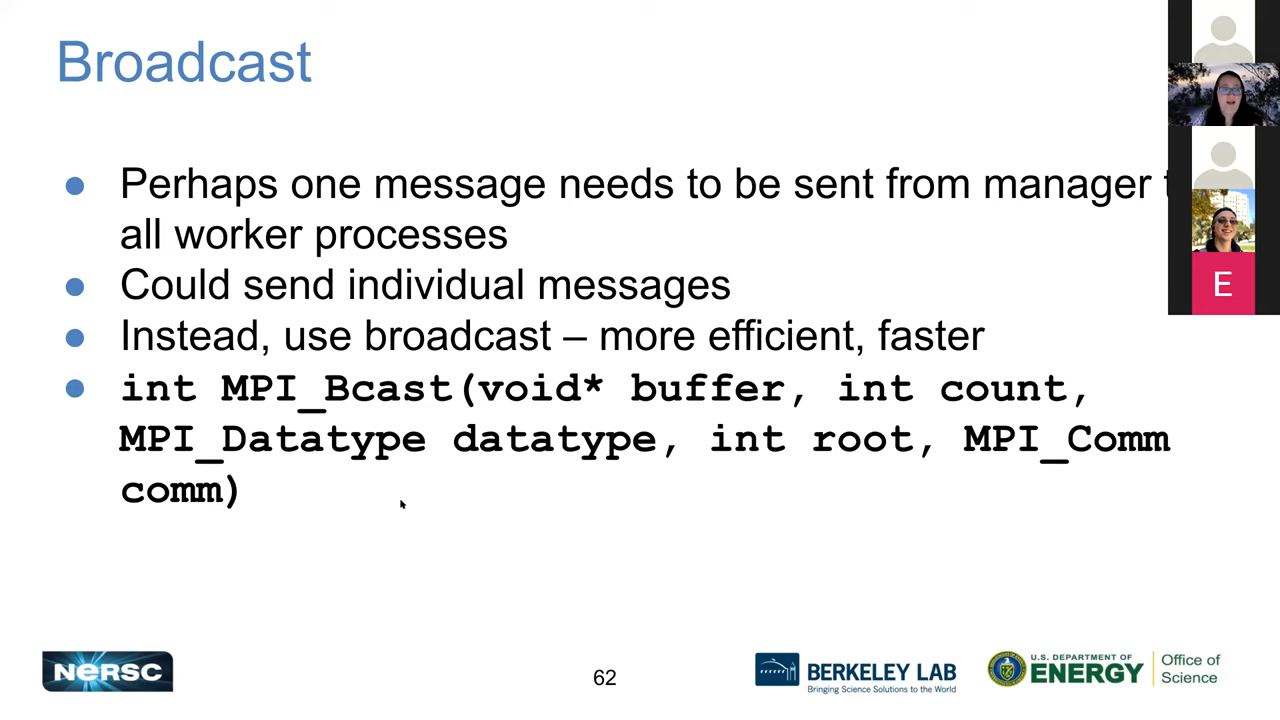 Broadcast
Perhaps one message needs to be sent from manager
all worker processes
Could send individual messages
Instead, use broadcast – more efficient, faster
int MPI_Bcast(void* buffer, int count,
MPI_Datatype datatype, int root, MPI_Comm
comm)
E
NERSC
62
BERKELEY LAB
Bringing Science Solutions to the World
U.S. DEPARTMENT OF
ENERGY
Office of
Science